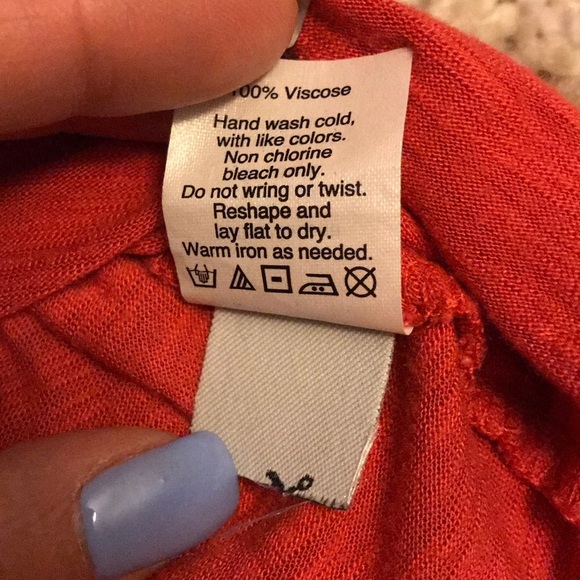 100% Viscose
Hand wash cold,
with like colors.
Non chlorine
bleach only.
Do not wring or twist.
Reshape and
lay flat to dry.
Warm iron as needed.